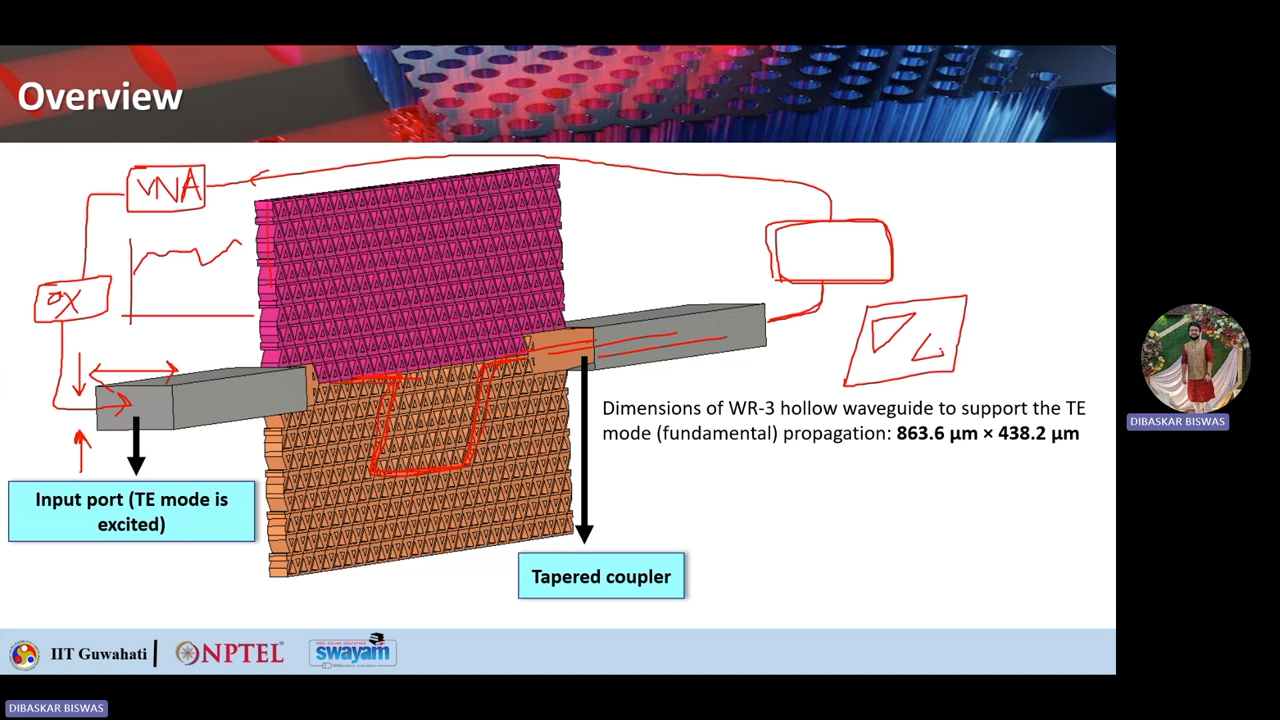 Overview
VNA
Dimensions of WR-3 hollow waveguide to support the TE
mode (fundamental) propagation: 863.6 μm × 438.2 μm
Input port (TE mode is
excited)
Tapered coupler
IIT Guwahati
NPTEL
swayam
DIBASKAR BISWAS
DIBASKAR BISWAS